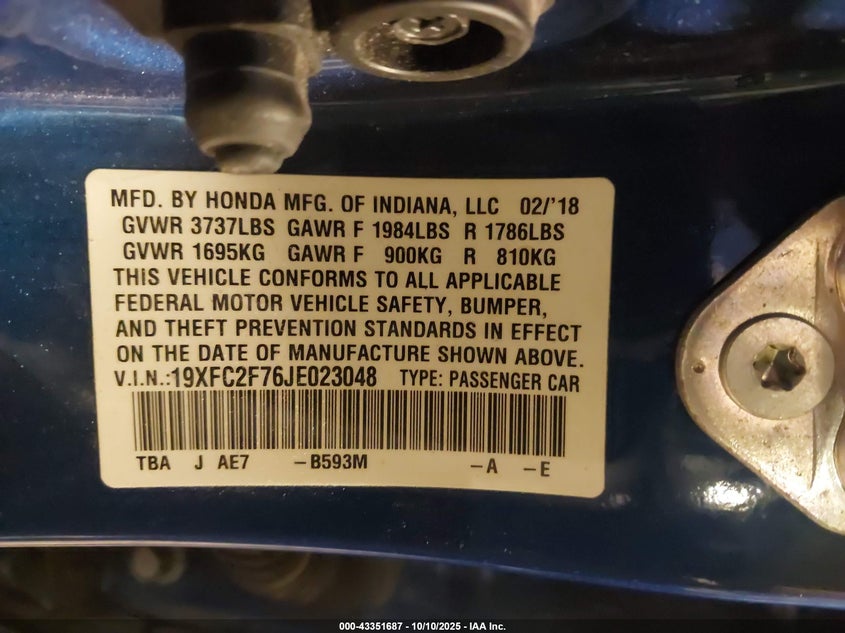 MFD. BY HONDA MFG. OF INDIANA, LLC 02/'18
GVWR 3737LBS GAWR F 1984LBS R 1786LBS
GVWR 1695KG GAWR F 900KG R 810KG
THIS VEHICLE CONFORMS TO ALL APPLICABLE
FEDERAL MOTOR VEHICLE SAFETY, BUMPER,
AND THEFT PREVENTION STANDARDS IN EFFECT
ON THE DATE OF MANUFACTURE SHOWN ABOVE.
V.I.N.:19XFC2F76JE023048 TYPE: PASSENGER CAR
TBA J AE7 -B593M -A -E
000-43351687 - 10/10/2025 - IAA Inc.